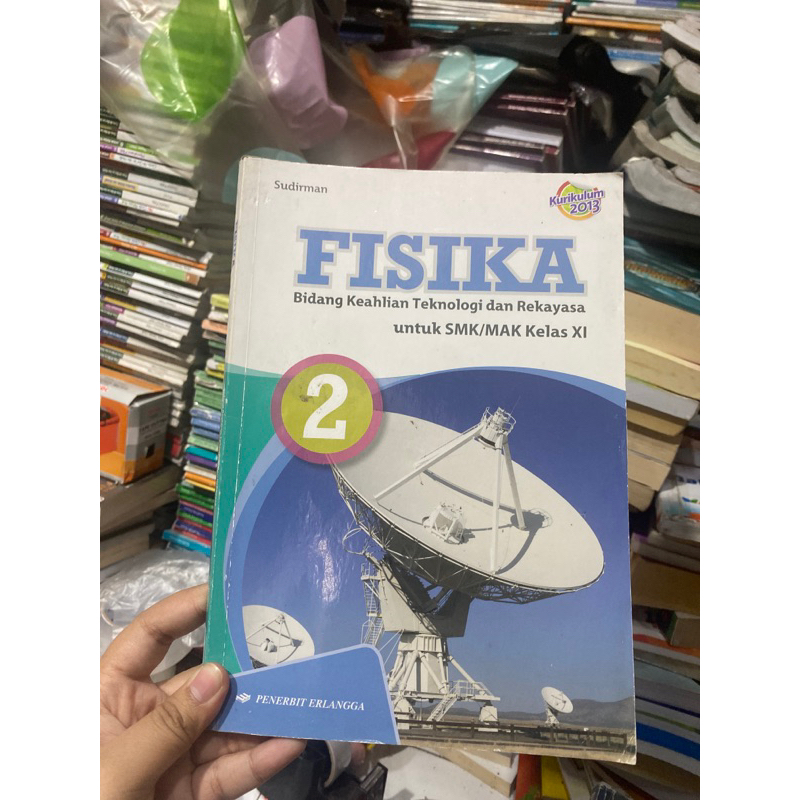 Sudirman
Kurikulum
2013
FISIKA
Bidang Keahlian Teknologi dan Rekayasa
untuk SMK/MAK Kelas XI
2
PENERBIT ERLANGGA